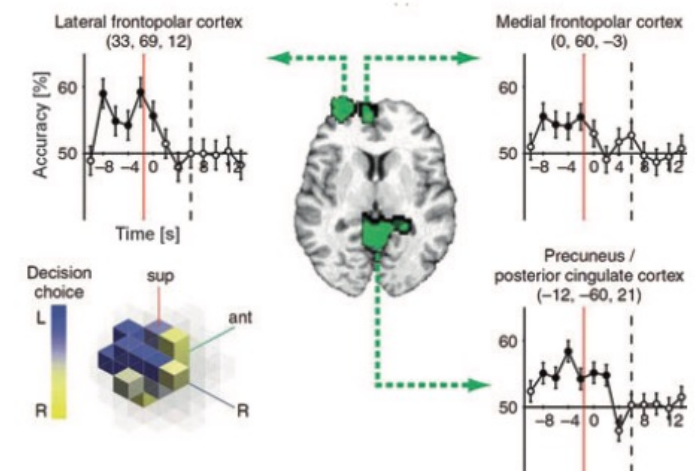 Lateral frontopolar cortex
(33, 69, 12)
Accuracy [%]
60
50
−8 −4 0 4 8 12
Time [s]
Medial frontopolar cortex
(0, 60, −3)
60
50
−8 −4 0 4 8 12
Decision
choice
L
R
sup
ant
R
Precuneus /
posterior cingulate cortex
(−12, −60, 21)
60
50
−8 −4 0 4 8 12